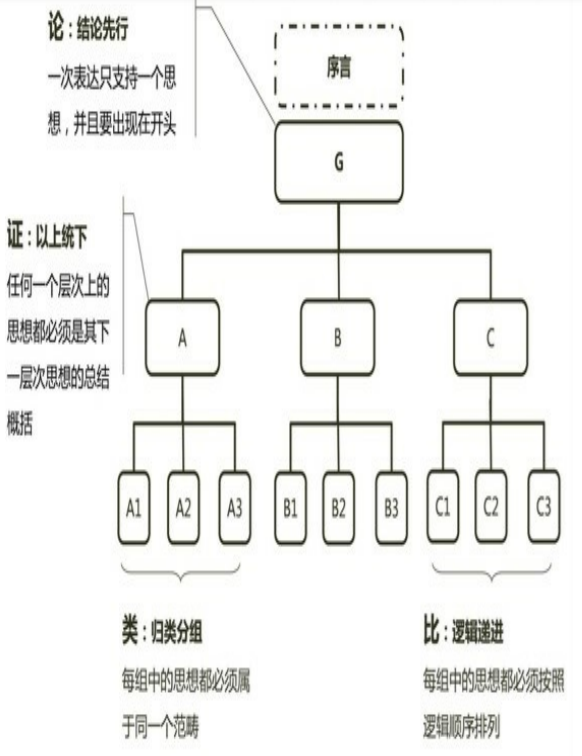 论：结论先行
一次表达只支持一个思
想，并且要出现在开头
序言
G
证：以上统下
任何一个层次上的
思想都必须是其下
一层次思想的总结
概括
A
B
C
A1
A2
A3
B1
B2
B3
C1
C2
C3
类：归类分组
每组中的思想都必须属
于同一个范畴
比：逻辑递进
每组中的思想都必须按照
逻辑顺序排列